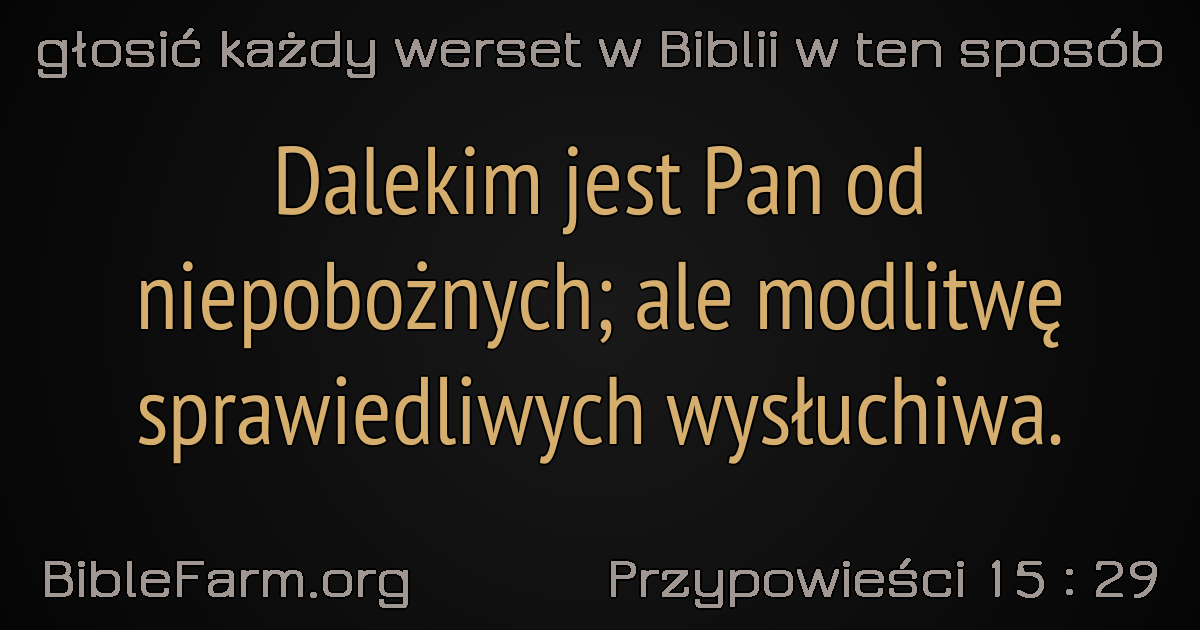 głosić każdy werset w Biblii w ten sposób
Dalekim jest Pan od
niepobożnych; ale modlitwę
sprawiedliwych wysłuchiwa.
BibleFarm.org
Przypowieści 15 : 29